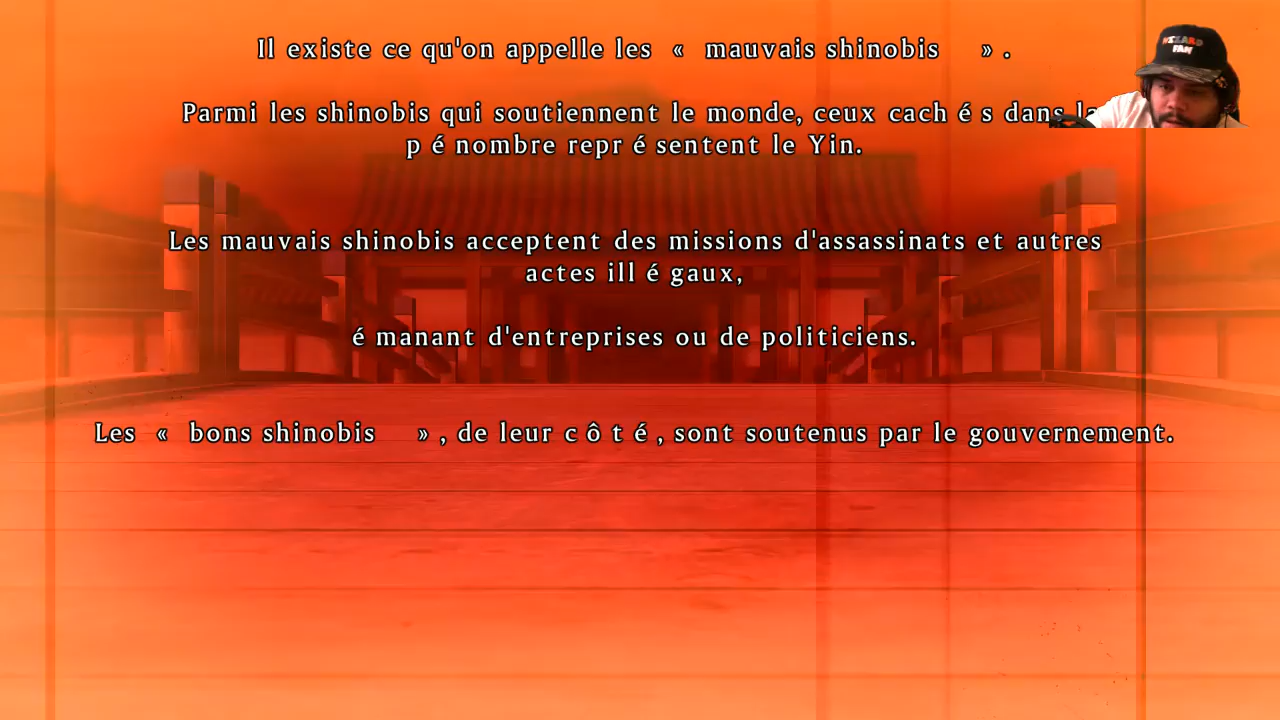 Il existe ce qu'on appelle les « mauvais shinobis » .
Parmi les shinobis qui soutiennent le monde, ceux cachés dans la
pénombre représentent le Yin.
Les mauvais shinobis acceptent des missions d'assassinats et autres
actes illégaux,
émanant d'entreprises ou de politiciens.
Les « bons shinobis » , de leur côté, sont soutenus par le gouvernement.
WIZARD
FAN